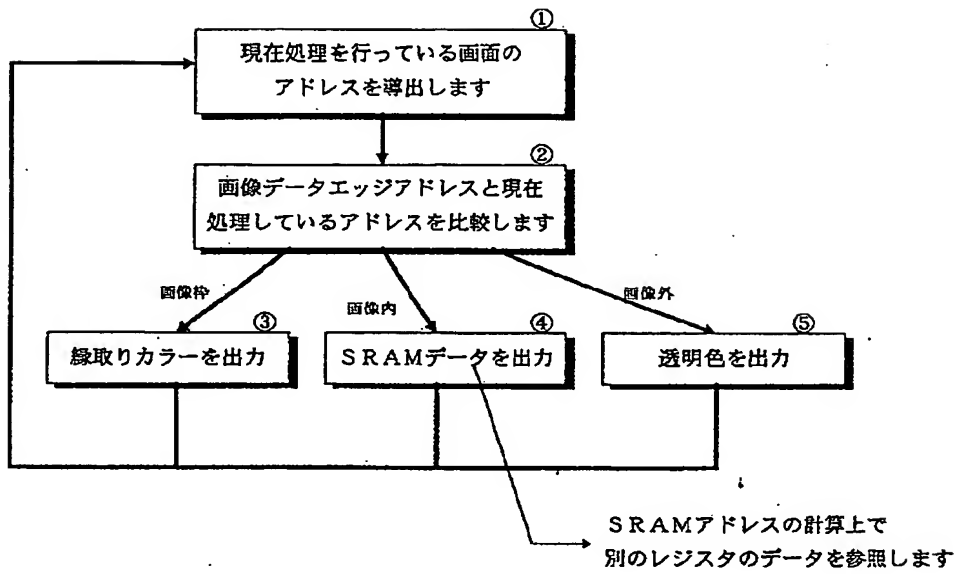 ①
現在処理を行っている画面の
アドレスを導出します
②
画像データエッジアドレスと現在
処理しているアドレスを比較します
画像枠
画像内
画像外
③
縁取りカラーを出力
④
SRAMデータを出力
⑤
透明色を出力
SRAMアドレスの計算上で
別のレジスタのデータを参照します